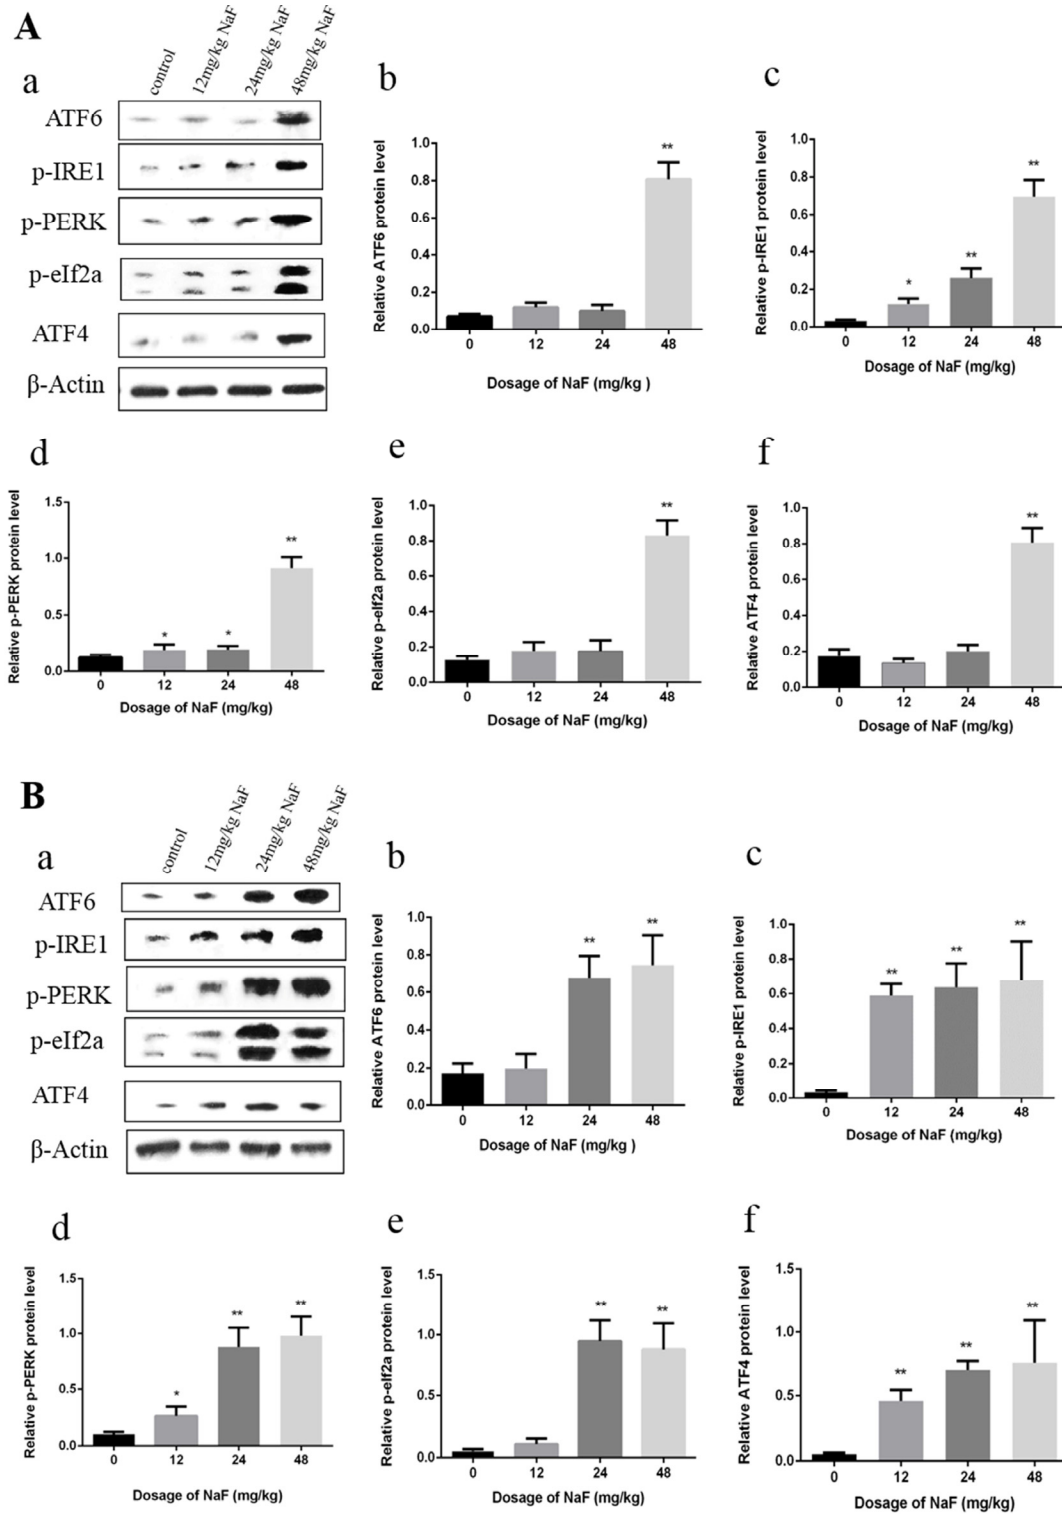 A
control
12mg/kg NaF
24mg/kg NaF
48mg/kg NaF
a
ATF6
p-IRE1
p-PERK
p-eIf2a
ATF4
β-Actin
b
Relative ATF6 protein level
1.0
0.8
0.6
0.4
0.2
0.0
**
0 12 24 48
Dosage of NaF (mg/kg )
c
Relative p-IRE1 protein level
1.0
0.8
0.6
0.4
0.2
0.0
*
**
**
0 12 24 48
Dosage of NaF (mg/kg)
d
Relative p-PERK protein level
1.5
1.0
0.5
0.0
*
*
**
0 12 24 48
Dosage of NaF (mg/kg)
e
Relative p-eIf2a protein level
1.0
0.8
0.6
0.4
0.2
0.0
**
0 12 24 48
Dosage of NaF (mg/kg)
f
Relative ATF4 protein level
1.0
0.8
0.6
0.4
0.2
0.0
**
0 12 24 48
Dosage of NaF (mg/kg)
B
control
12mg/kg NaF
24mg/kg NaF
48mg/kg NaF
a
ATF6
p-IRE1
p-PERK
p-eIf2a
ATF4
β-Actin
b
Relative ATF6 protein level
1.0
0.8
0.6
0.4
0.2
0.0
**
**
0 12 24 48
Dosage of NaF (mg/kg )
c
Relative p-IRE1 protein level
1.0
0.8
0.6
0.4
0.2
0.0
**
**
**
0 12 24 48
Dosage of NaF (mg/kg)
d
Relative p-PERK protein level
1.5
1.0
0.5
0.0
*
**
**
0 12 24 48
Dosage of NaF (mg/kg)
e
Relative p-eIf2a protein level
1.5
1.0
0.5
0.0
**
**
0 12 24 48
Dosage of NaF (mg/kg)
f
Relative ATF4 protein level
1.5
1.0
0.5
0.0
**
**
**
0 12 24 48
Dosage of NaF (mg/kg)